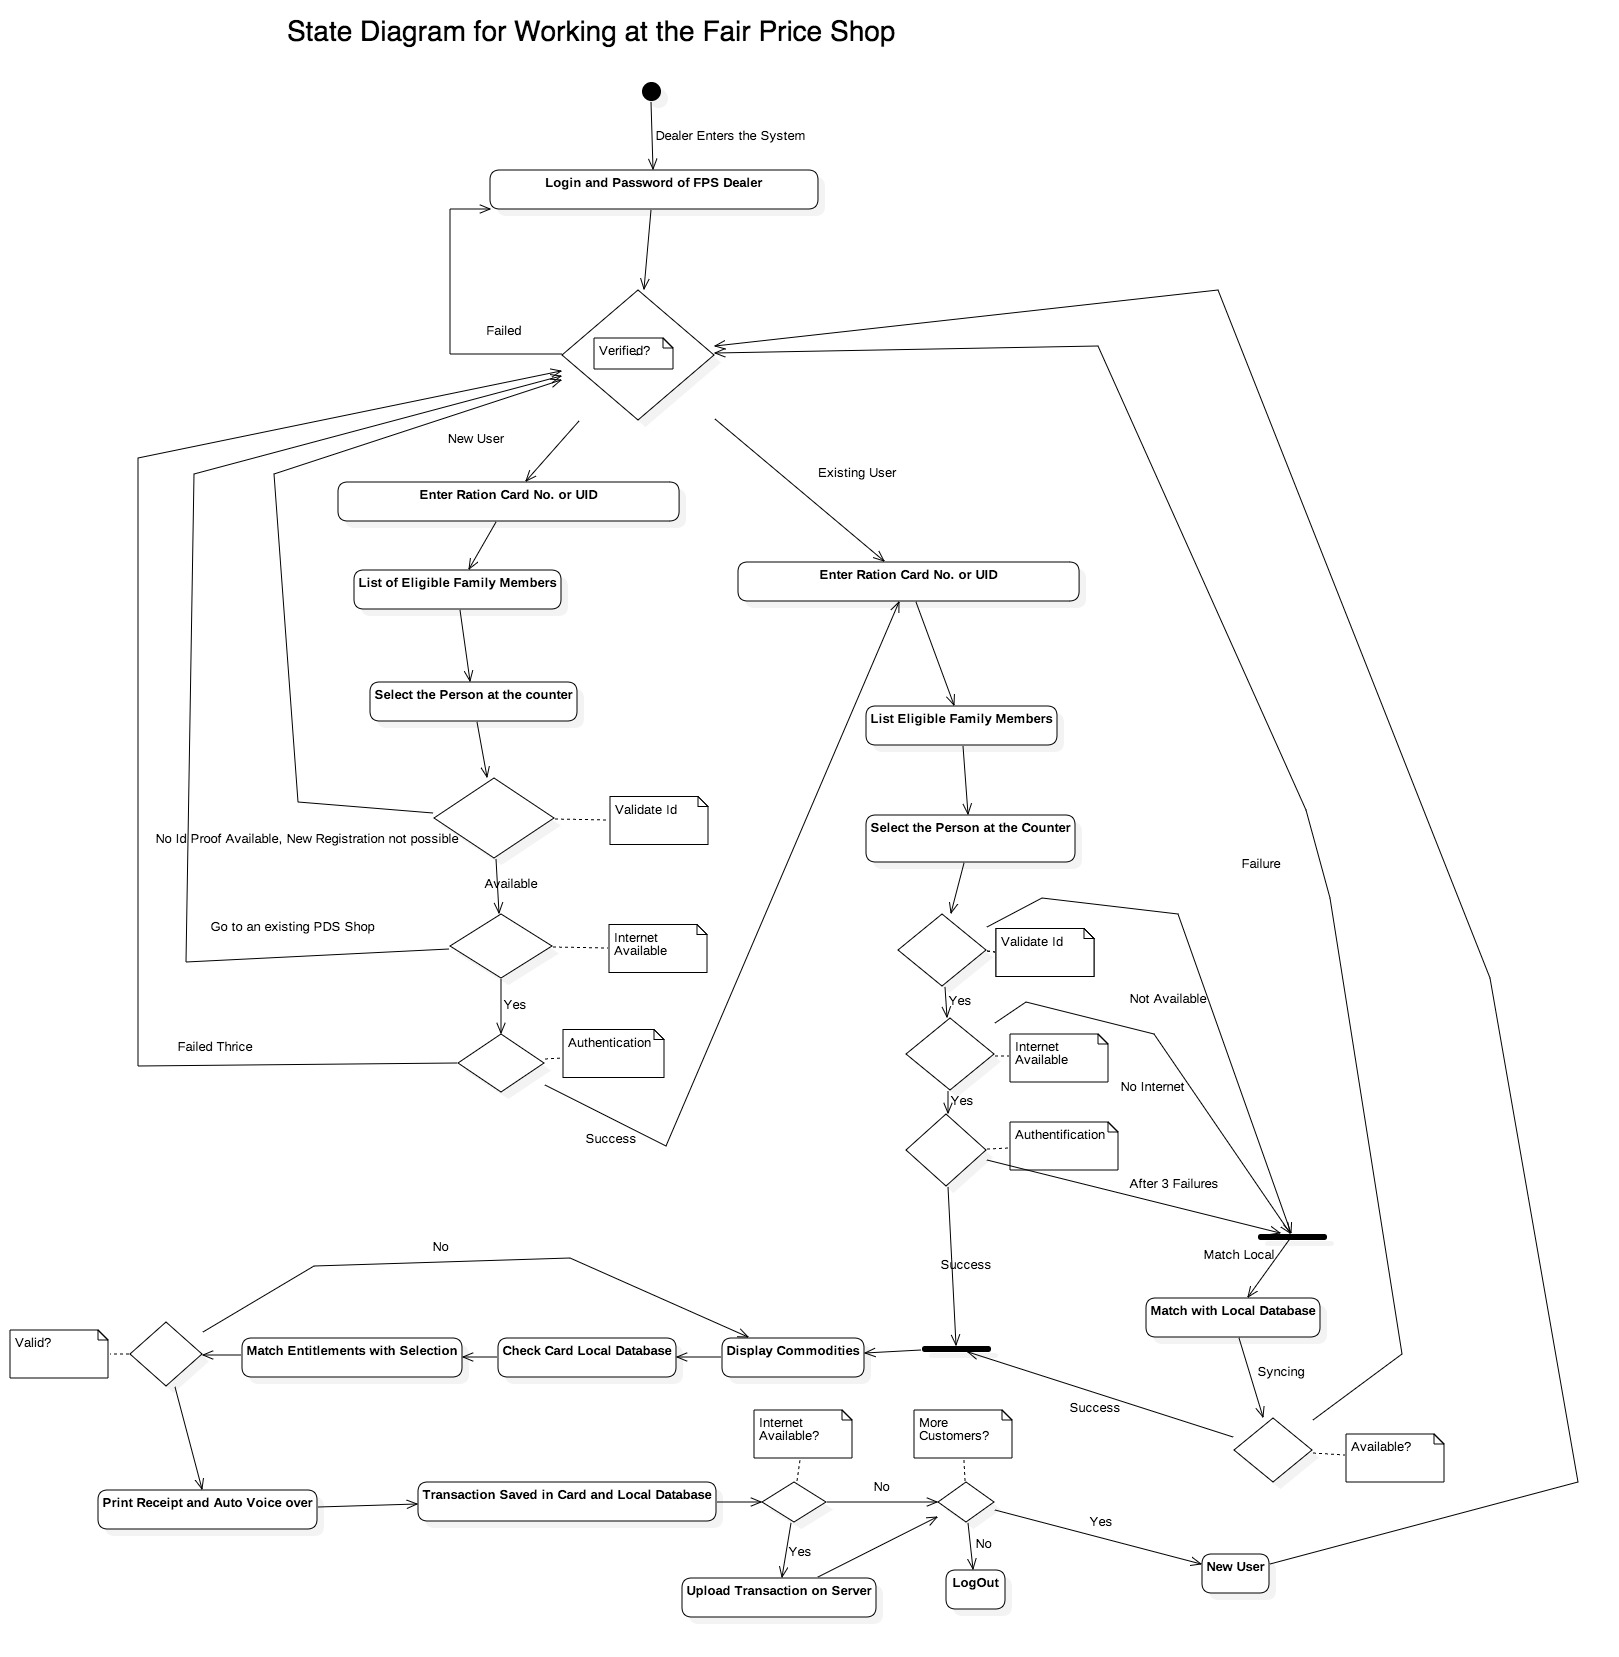 State Diagram for Working at the Fair Price Shop
Dealer Enters the System
Login and Password of FPS Dealer
Failed
Verified?
New User
Existing User
Enter Ration Card No. or UID
List of Eligible Family Members
Enter Ration Card No. or UID
Select the Person at the counter
List Eligible Family Members
Validate Id
Select the Person at the Counter
No Id Proof Available, New Registration not possible
Failure
Available
Go to an existing PDS Shop
Internet
Available
Validate Id
Yes
Yes
Not Available
Failed Thrice
Authentication
Internet
Available
No Internet
Yes
Success
Authentification
After 3 Failures
No
Success
Match Local
Match with Local Database
Valid?
Match Entitlements with Selection
Check Card Local Database
Display Commodities
Syncing
Success
Internet
Available?
More
Customers?
Available?
Print Receipt and Auto Voice over
Transaction Saved in Card and Local Database
No
Yes
Yes
No
Upload Transaction on Server
LogOut
New User